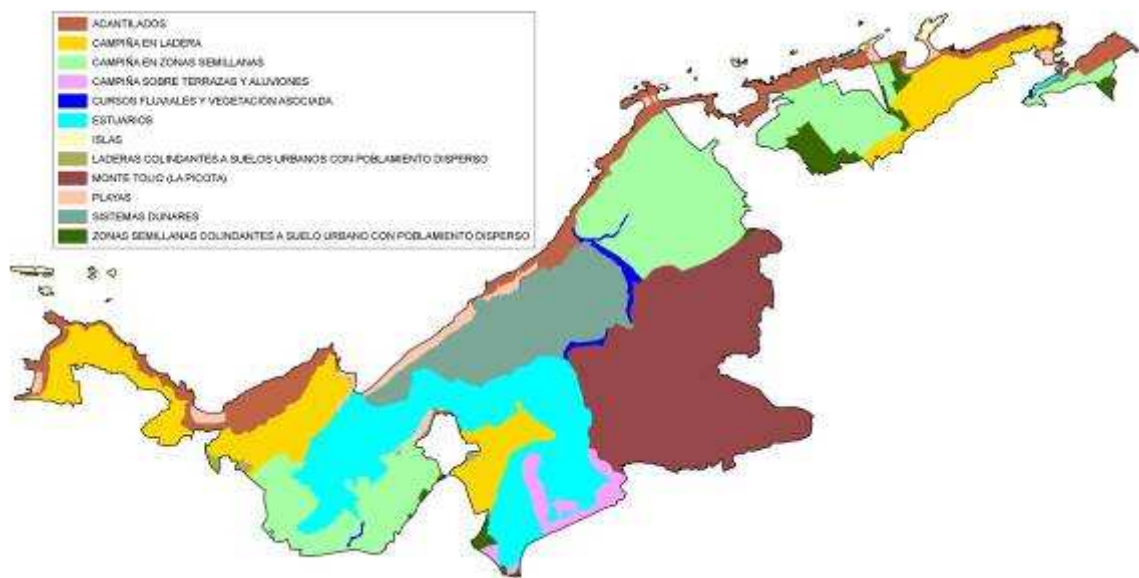 ACANTILADOS
CAMPIÑA EN LADERA
CAMPIÑA EN ZONAS SEMILLANAS
CAMPIÑA SOBRE TERRAZAS Y ALUVIONES
CURSOS FLUVIALES Y VEGETACIÓN ASOCIADA
ESTUARIOS
ISLAS
LADERAS COLINDANTES A SUELOS URBANOS CON POBLAMIENTO DISPERSO
MONTE TOLIO (LA PICOTA)
PLAYAS
SISTEMAS DUNARES
ZONAS SEMILLANAS COLINDANTES A SUELO URBANO CON POBLAMIENTO DISPERSO